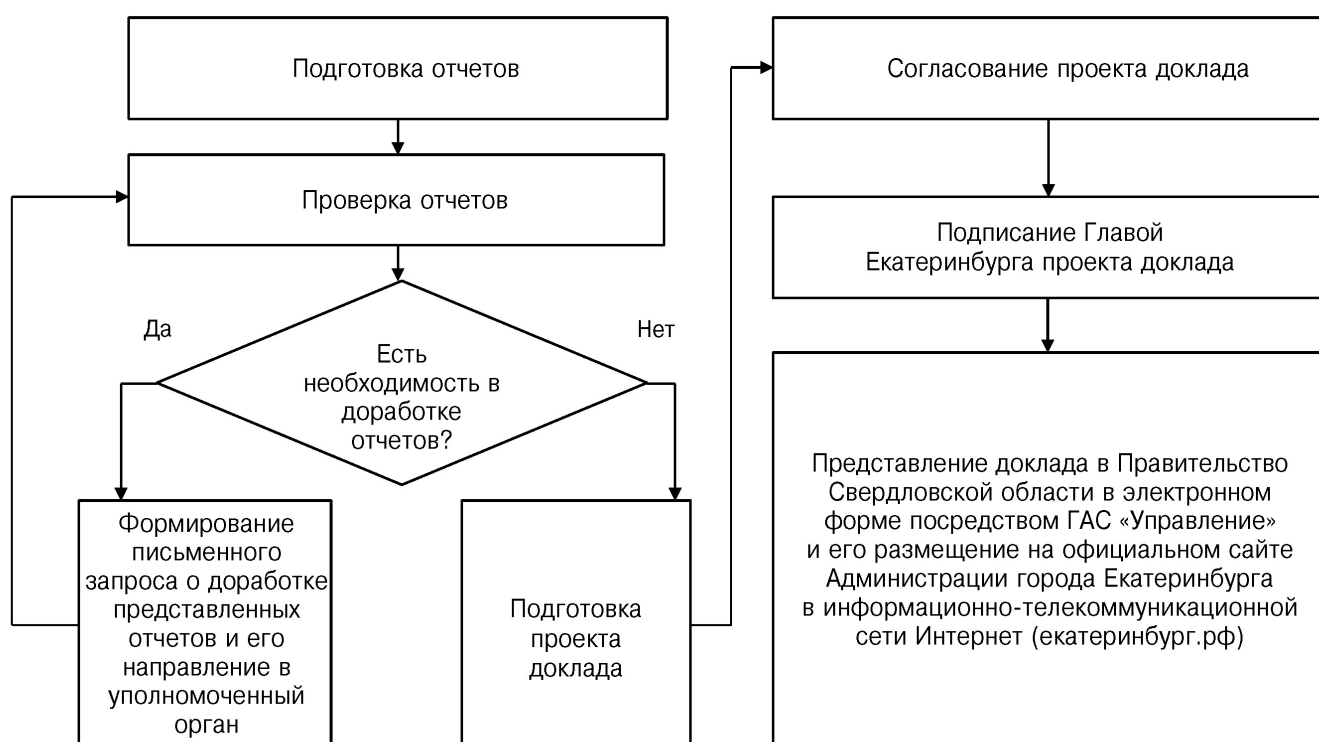 Подготовка отчетов
Проверка отчетов
Да
Нет
Есть
необходимость в
доработке
отчетов?
Формирование
письменного
запроса о доработке
представленных
отчетов и его
направление в
уполномоченный
орган
Подготовка
проекта
доклада
Согласование проекта доклада
Подписание Главой
Екатеринбурга проекта доклада
Представление доклада в Правительство
Свердловской области в электронном
форме посредством ГАС «Управление»
и его размещение на официальном сайте
Администрации города Екатеринбурга
в информационно-телекоммуникационной
сети Интернет (екатеринбург.рф)